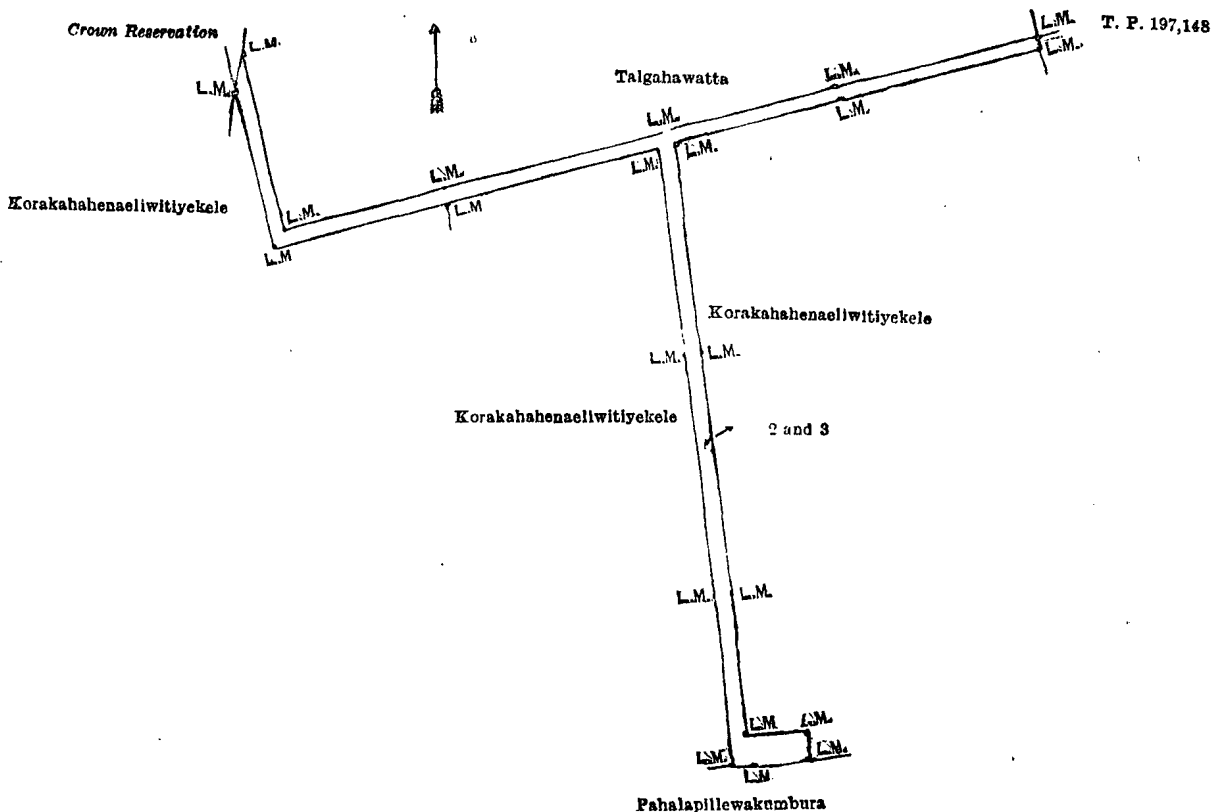 Crown Reservation
L.M.
L.M.
T. P. 197,148
L.M.
L.M.
Talgahawatta
L.M.
L.M.
L.M.
L.M.
L.M.
L.M.
L.M
Korakahahenaeliwitiyekele
L.M.
L.M
Korakahahenaeliwitiyekele
L.M.
L.M.
Korakahahenaeliwitiyekele
2 and 3
L.M.
L.M.
L.M
L.M.
L.M.
L.M.
L.M
Pahalapillewakumbura